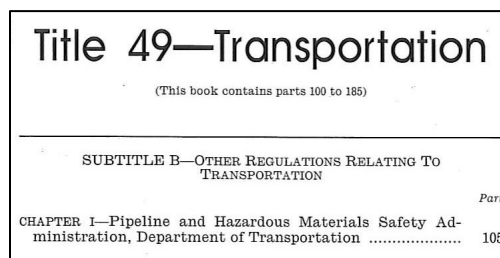 Title 49—Transportation
(This book contains parts 100 to 185)
SUBTITLE B—OTHER REGULATIONS RELATING TO
TRANSPORTATION
Part
CHAPTER I—Pipeline and Hazardous Materials Safety Ad-
ministration, Department of Transportation .................... 105